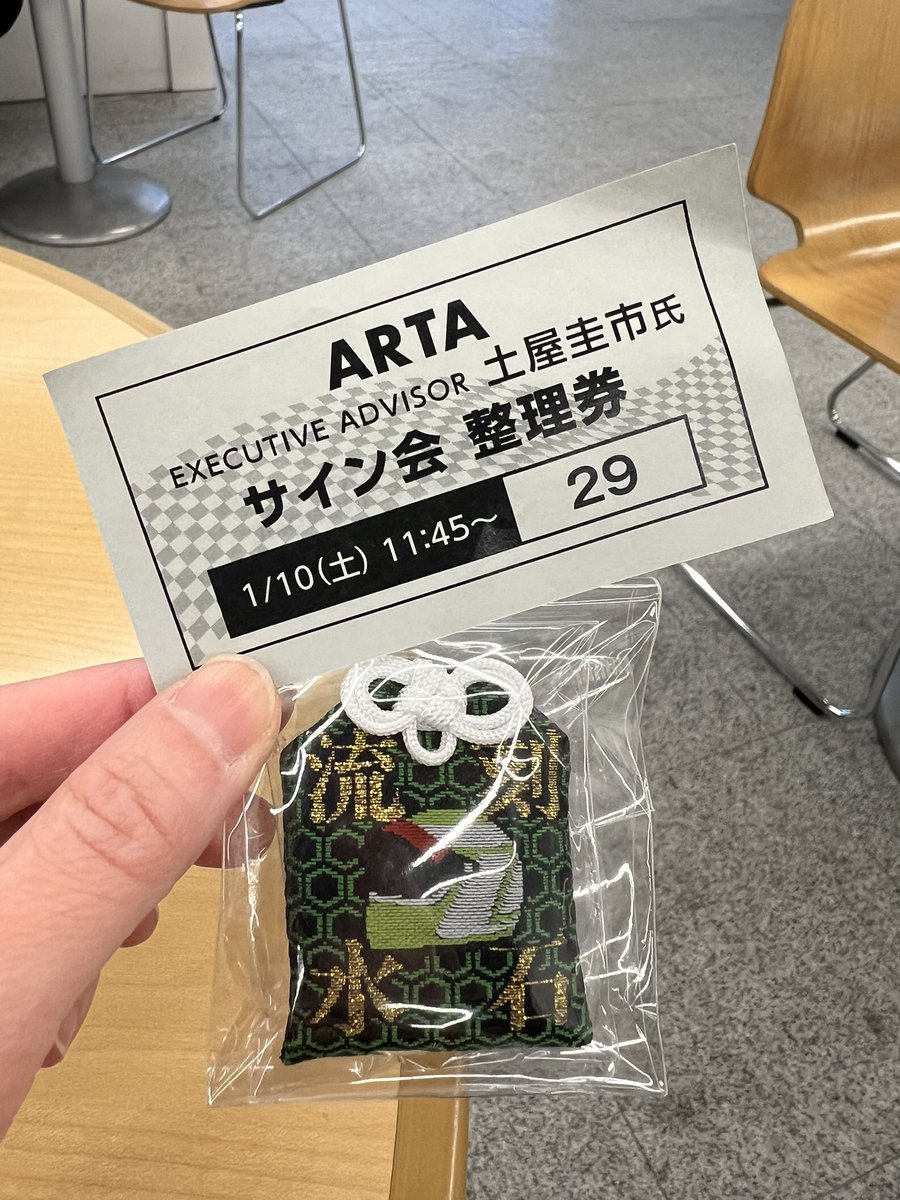 ARTA
EXECUTIVE ADVISOR 土屋圭市氏
サイン会 整理券
1/10(土) 11:45〜 29
流 刻
水 石